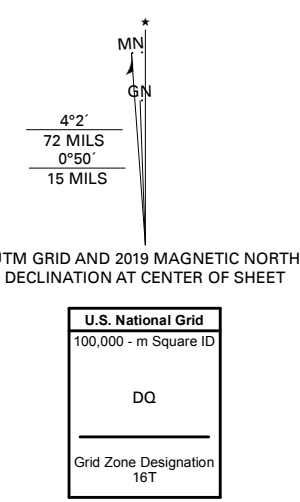 ★
MN
GN
4°2´
72 MILS
0°50´
15 MILS
UTM GRID AND 2019 MAGNETIC NORTH
DECLINATION AT CENTER OF SHEET
U.S. National Grid
100,000 - m Square ID
DQ
Grid Zone Designation
16T